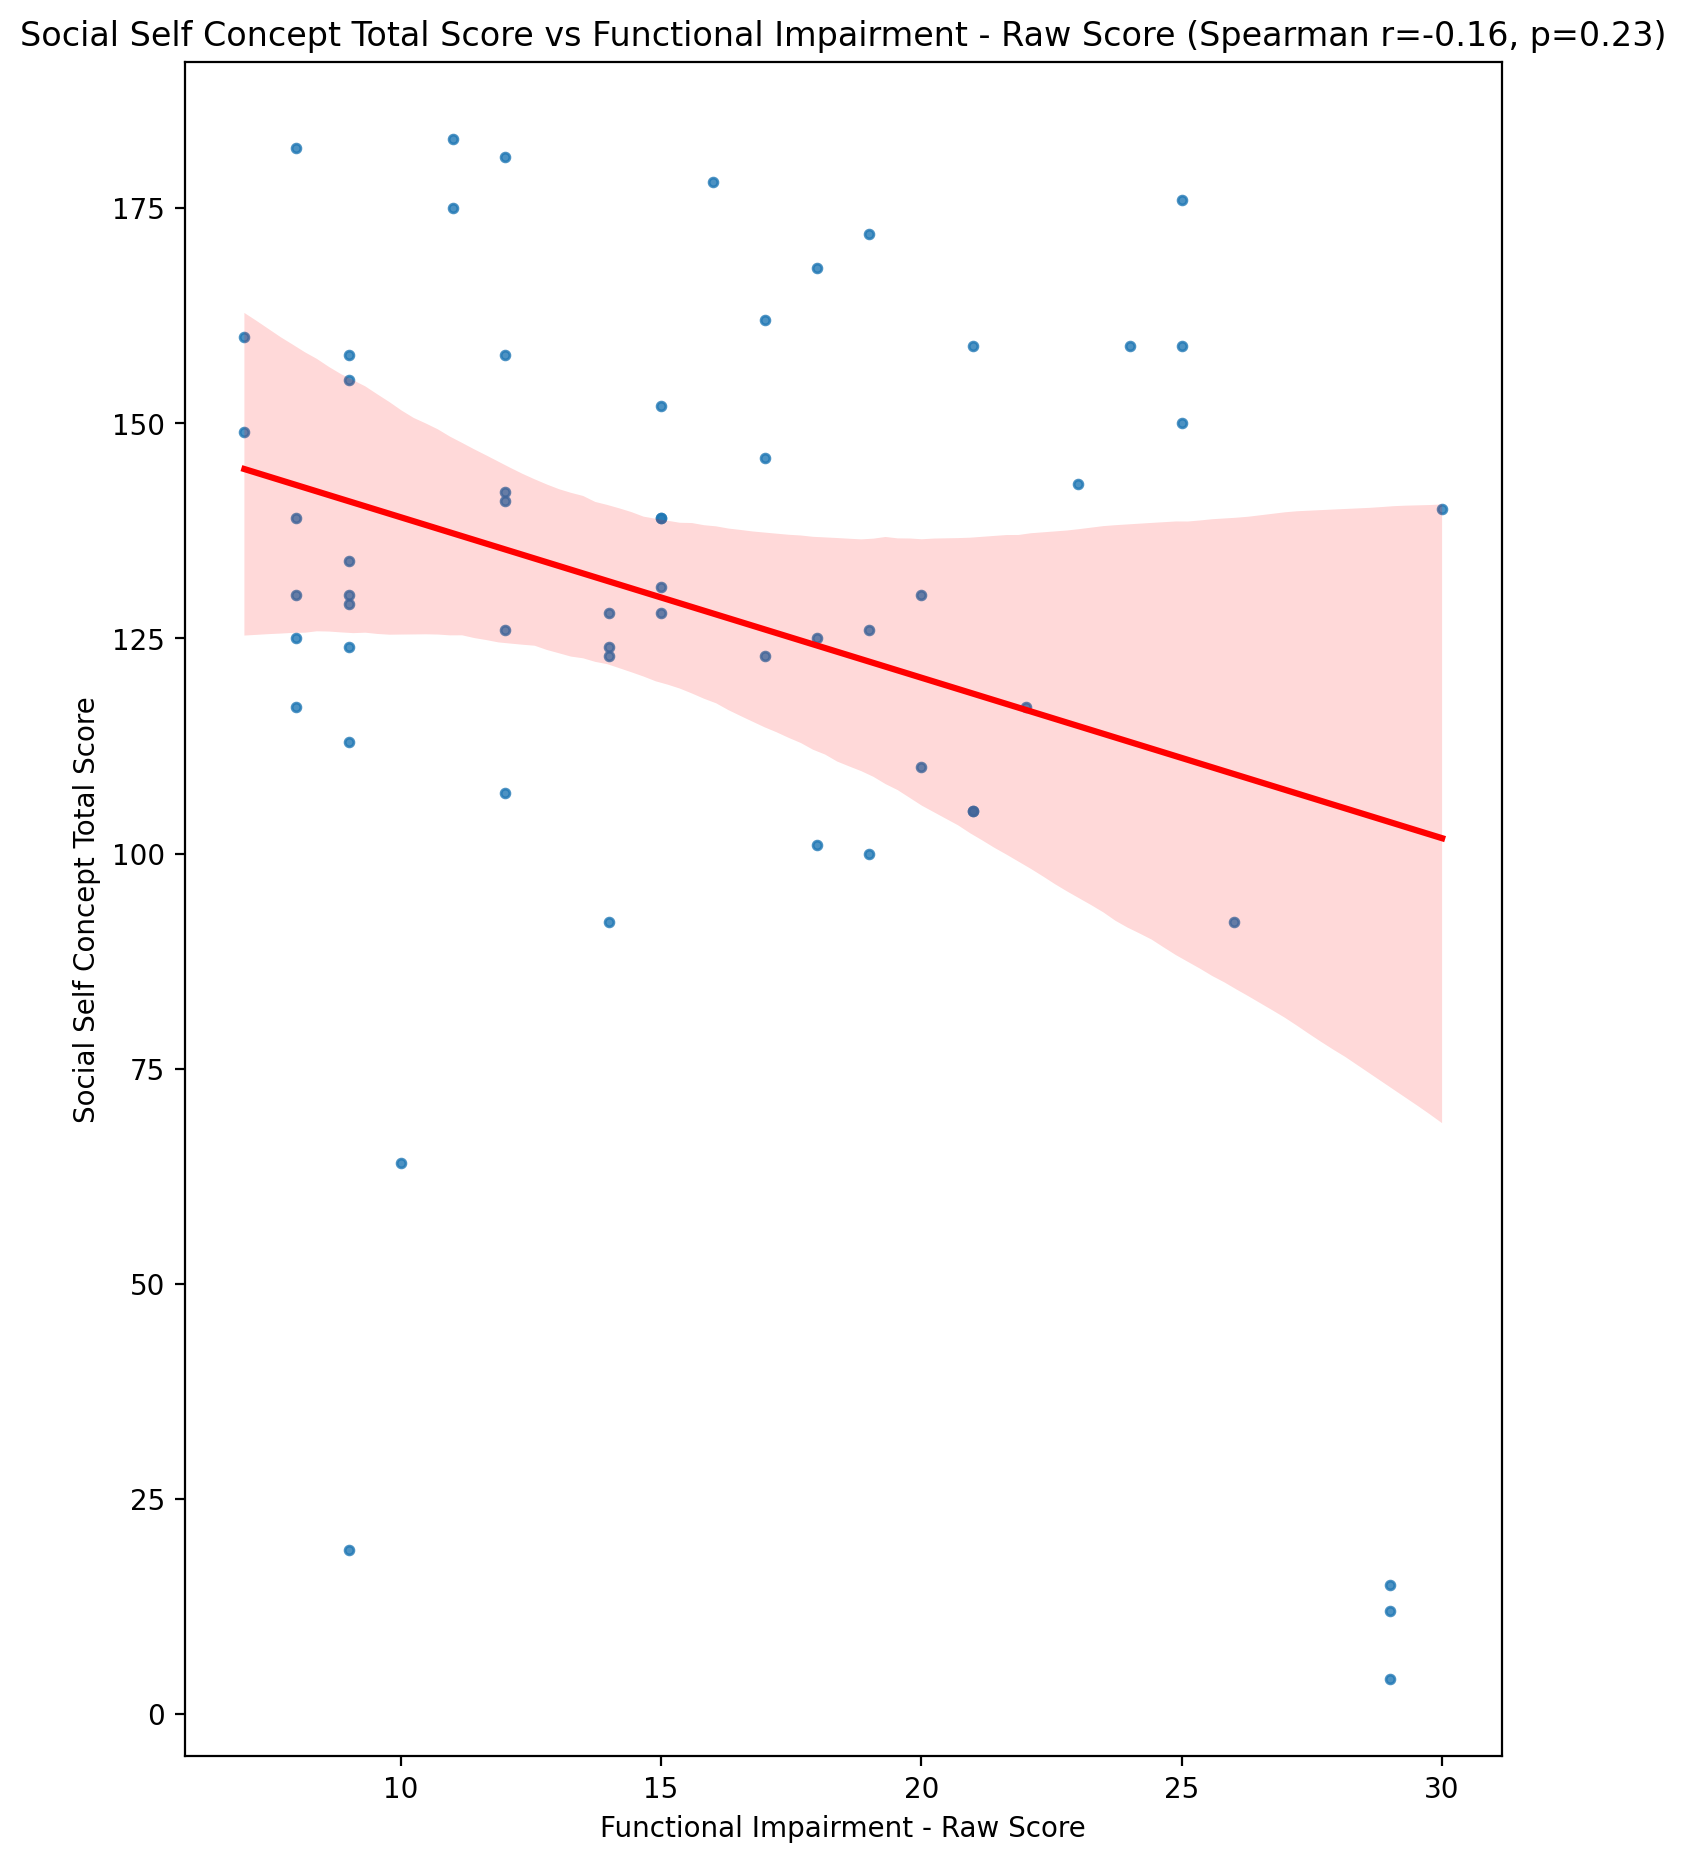 Social Self Concept Total Score vs Functional Impairment - Raw Score (Spearman r=-0.16, p=0.23)
Social Self Concept Total Score
175
150
125
100
75
50
25
0
10 15 20 25 30
Functional Impairment - Raw Score